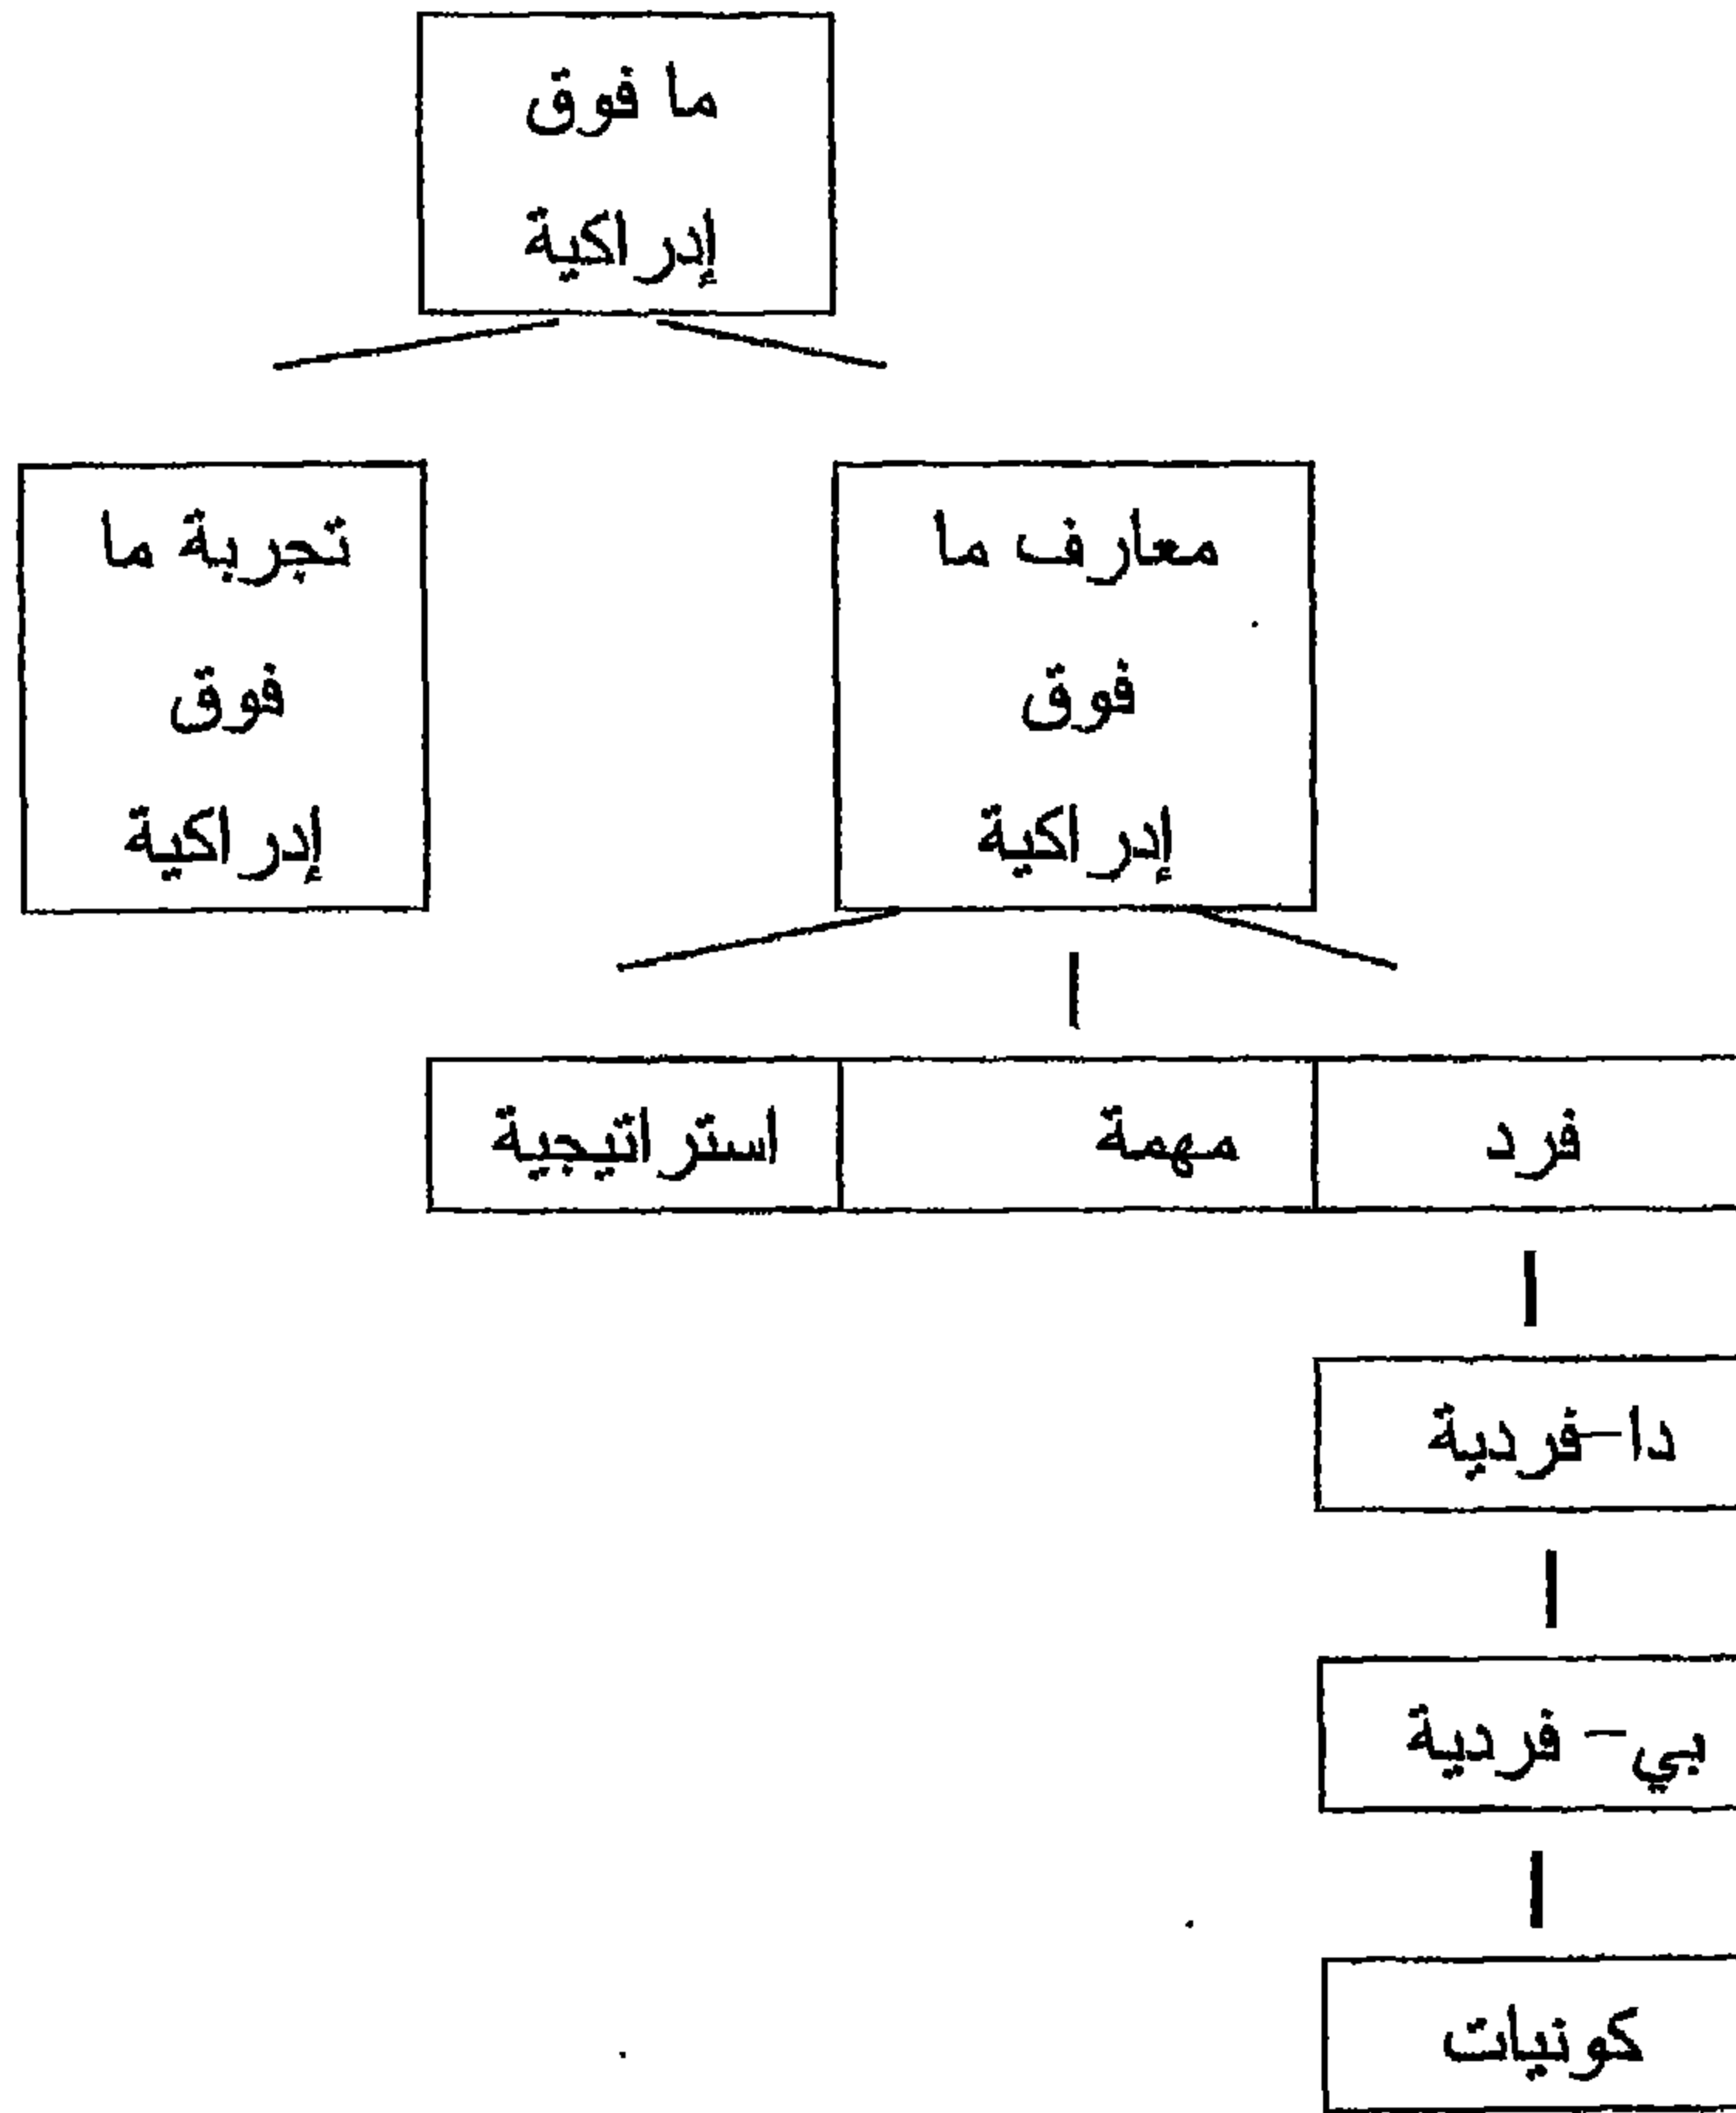 ما فوق
إدراكية
معارف ما
فوق
إدراكية
تجربة ما
فوق
إدراكية
فرد
مهمة
استراتيجية
دا-فردية
بي- فردية
كونيات